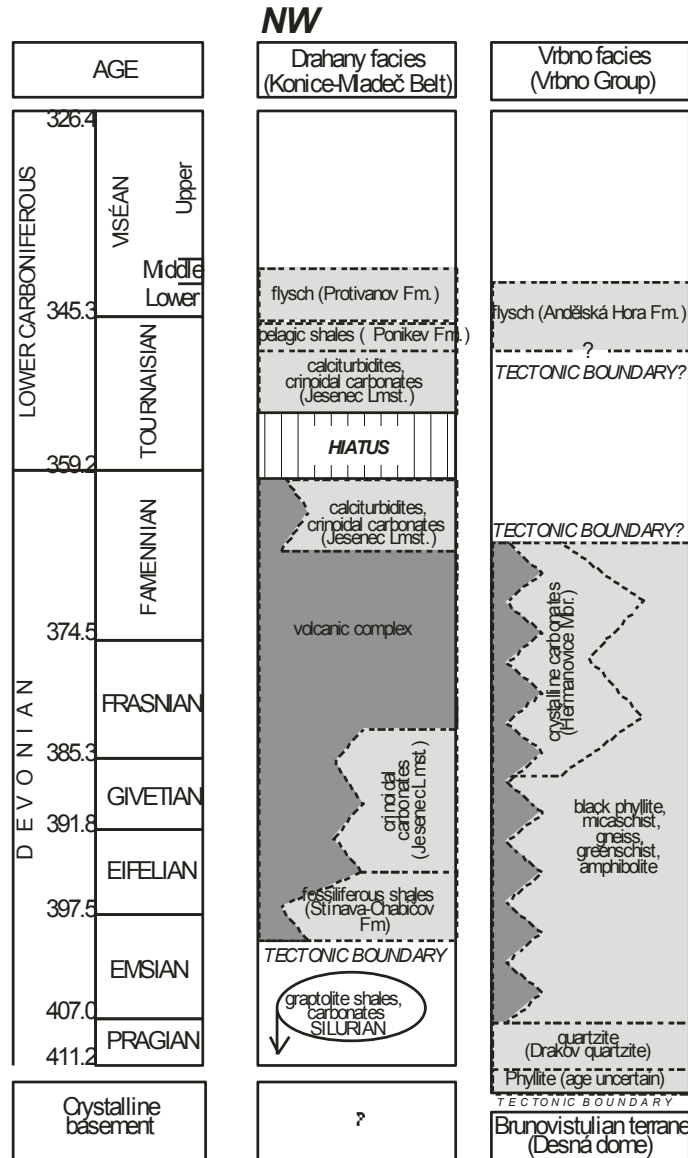 NW
AGE
Drahany facies
(Konice-Mladeč Belt)
Vrbno facies
(Vrbno Group)
326.4
LOWER CARBONIFEROUS
VISÉAN
Upper
Middle
Lower
345.3
TOURNAISIAN
359.2
DEVONIAN
FAMENNIAN
374.5
FRASNIAN
385.3
GIVETIAN
391.8
EIFELIAN
397.5
EMSIAN
407.0
PRAGIAN
411.2
Crystalline
basement
flysch (Protivanov Fm.)
pelagic shales ( Ponikev Fm.)
calciturbidites,
crinoidal carbonates
(Jesenec Lmst.)
HIATUS
calciturbidites,
crinoidal carbonates
(Jesenec Lmst.)
volcanic complex
crinoidal
carbonates
(Jesenec Lmst.)
fossiliferous shales
(Stínava-Chabičov
Fm)
TECTONIC BOUNDARY
graptolite shales,
carbonates
SILURIAN
?
flysch (Andělská Hora Fm.)
?
TECTONIC BOUNDARY?
TECTONIC BOUNDARY?
crystalline carbonates
(Heřmanovice Mbr.)
black phyllite,
micaschist,
gneiss,
greenschist,
amphibolite
quartzite
(Drakov quartzite)
Phyllite (age uncertain)
TECTONIC BOUNDARY
Brunovistulian terrane
(Desná dome)